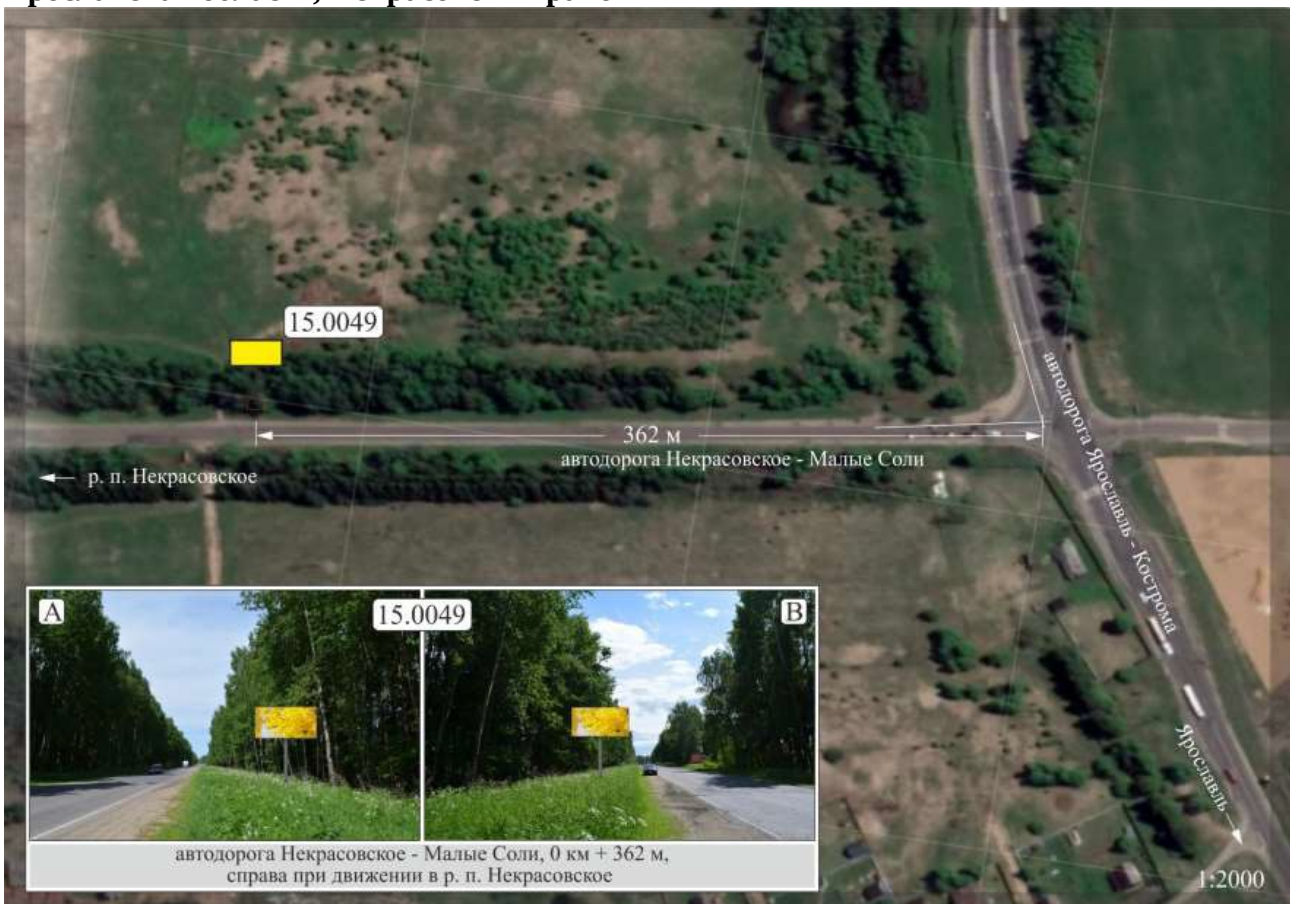 15.0049
362 м
автодорога Некрасовское - Малые Соли
← р. п. Некрасовское
автодорога Ярославль - Кострома
Ярославль
A
15.0049
B
автодорога Некрасовское - Малые Соли, 0 км + 362 м,
справа при движении в р. п. Некрасовское
1:2000